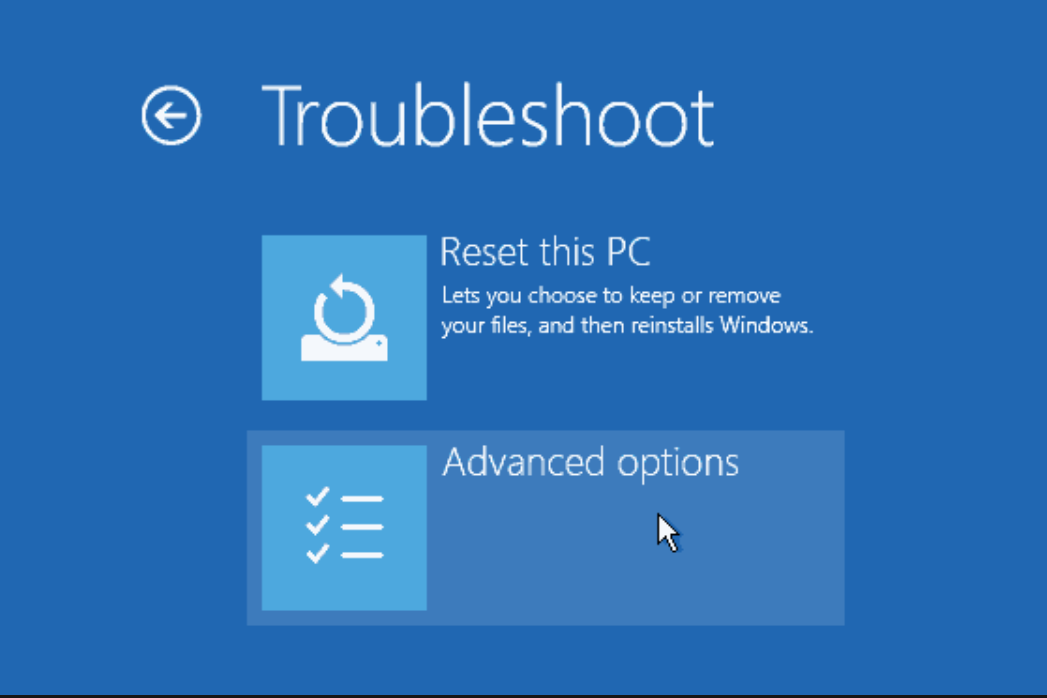 Troubleshoot
Reset this PC
Lets you choose to keep or remove
your files, and then reinstalls Windows.
Advanced options